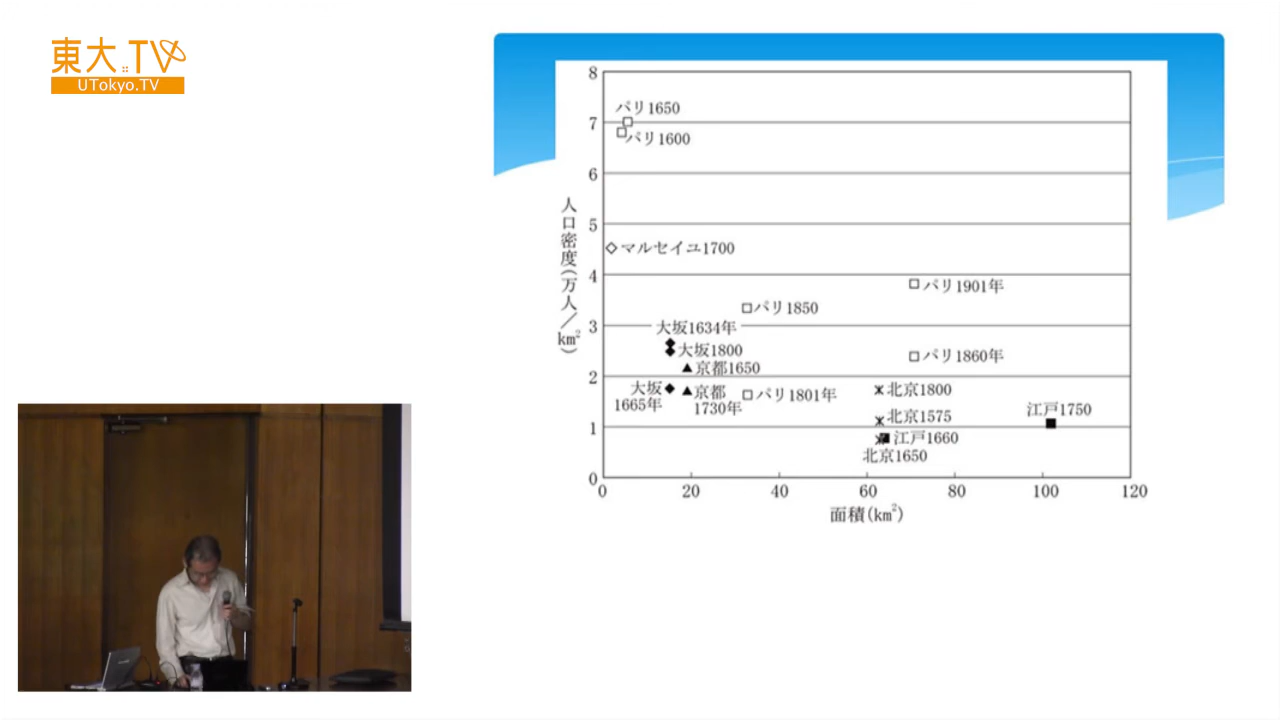 東大.TV
UTokyo.TV
8
7
6
5
4
3
2
1
0
人口密度(万人/km²)
パリ1650
パリ1600
マルセイユ1700
パリ1901年
パリ1850
大坂1634年
大坂1800
パリ1860年
京都1650
大坂
1665年
京都
1730年
パリ1801年
北京1800
北京1575
江戸1750
江戸1660
北京1650
0 20 40 60 80 100 120
面積(km²)